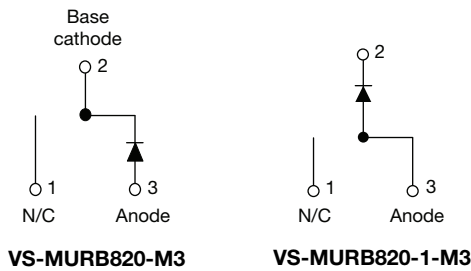 Base
cathode
2
1
3
N/C
Anode
VS-MURB820-M3
2
1
3
N/C
Anode
VS-MURB820-1-M3